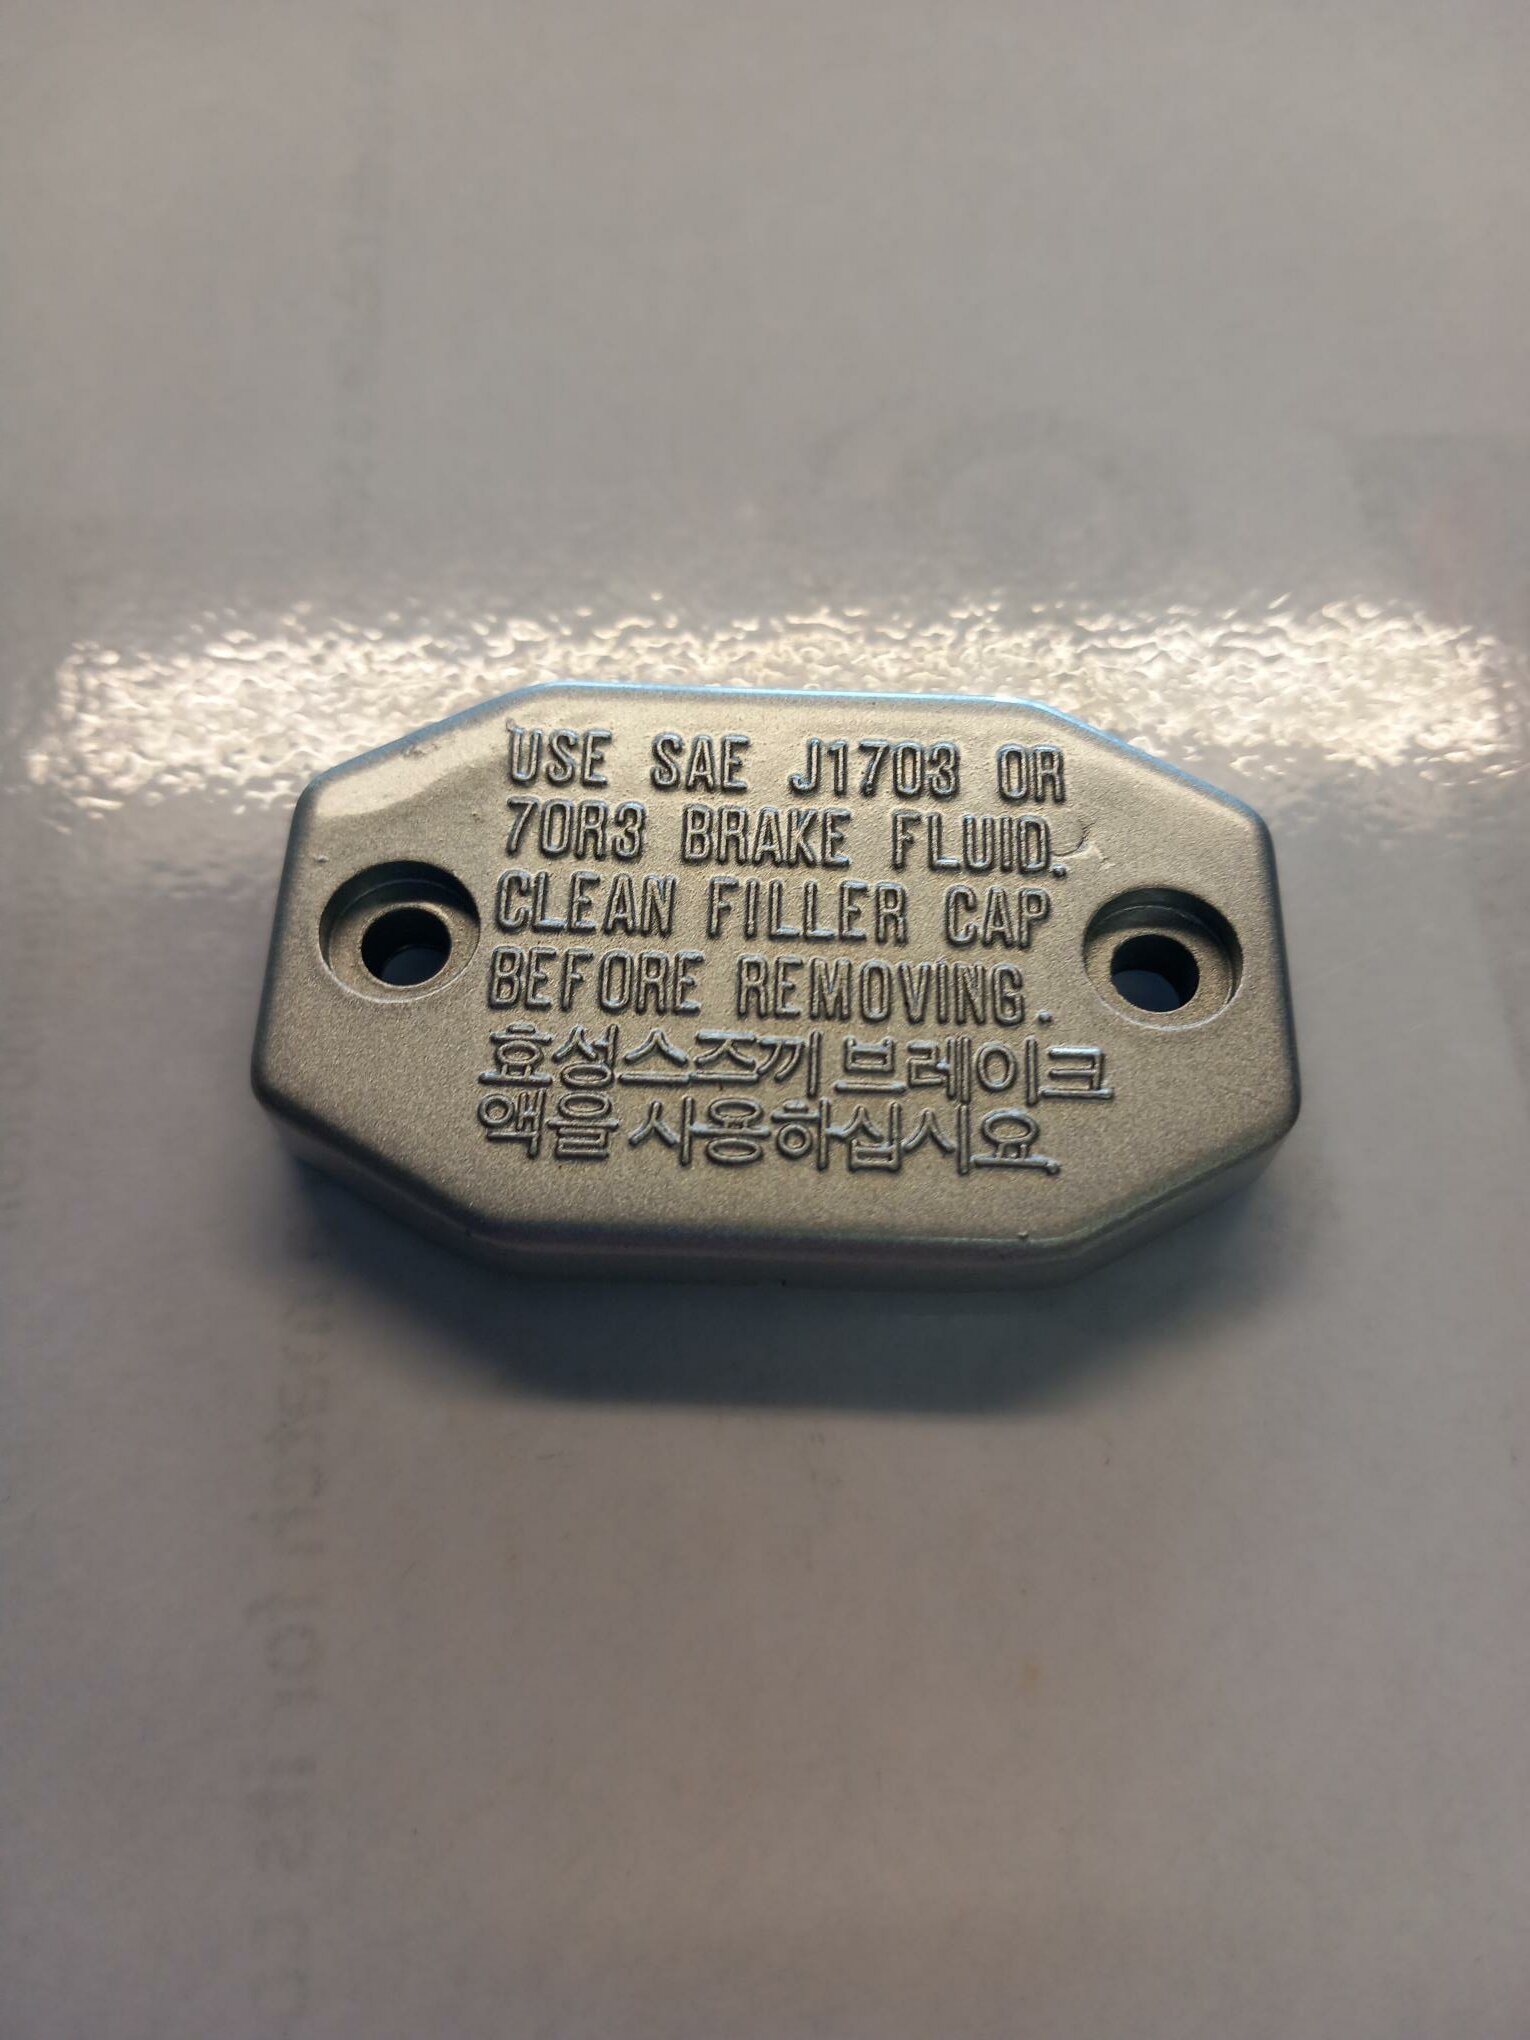 USE SAE J1703 OR
70R3 BRAKE FLUID.
CLEAN FILLER CAP
BEFORE REMOVING.
효성스즈끼 브레이크
액을 사용하십시요.